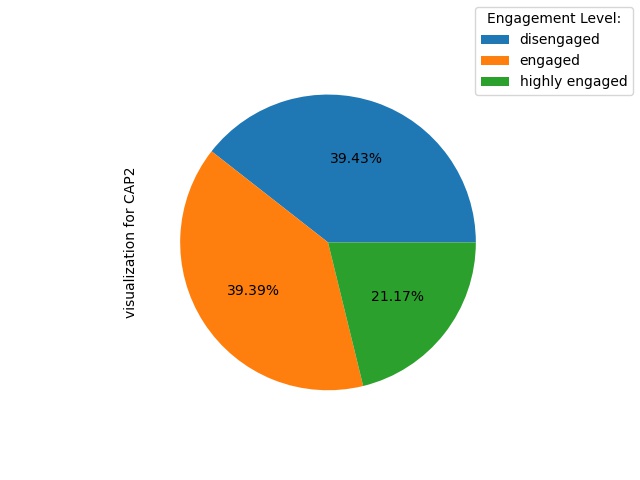 Engagement Level:
disengaged
engaged
highly engaged
39.43%
39.39%
21.17%
visualization for CAP2